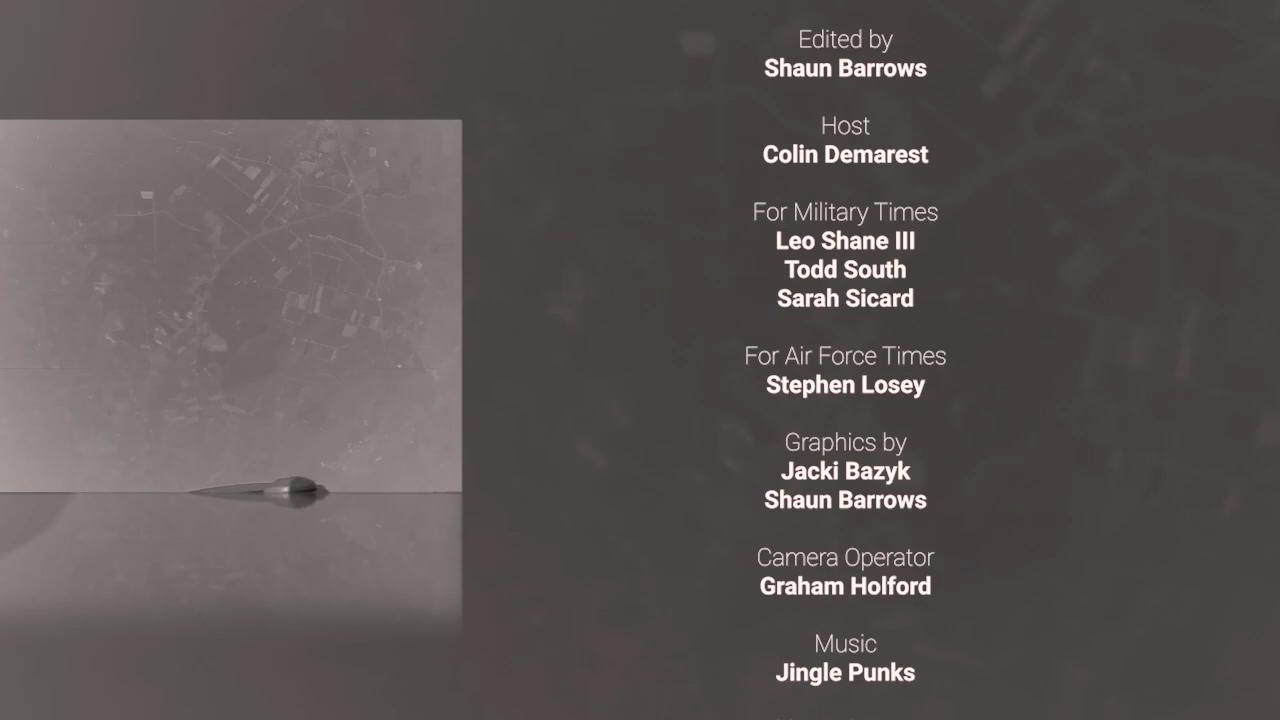 Edited by
Shaun Barrows
Host
Colin Demarest
For Military Times
Leo Shane III
Todd South
Sarah Sicard
For Air Force Times
Stephen Losey
Graphics by
Jacki Bazyk
Shaun Barrows
Camera Operator
Graham Holford
Music
Jingle Punks